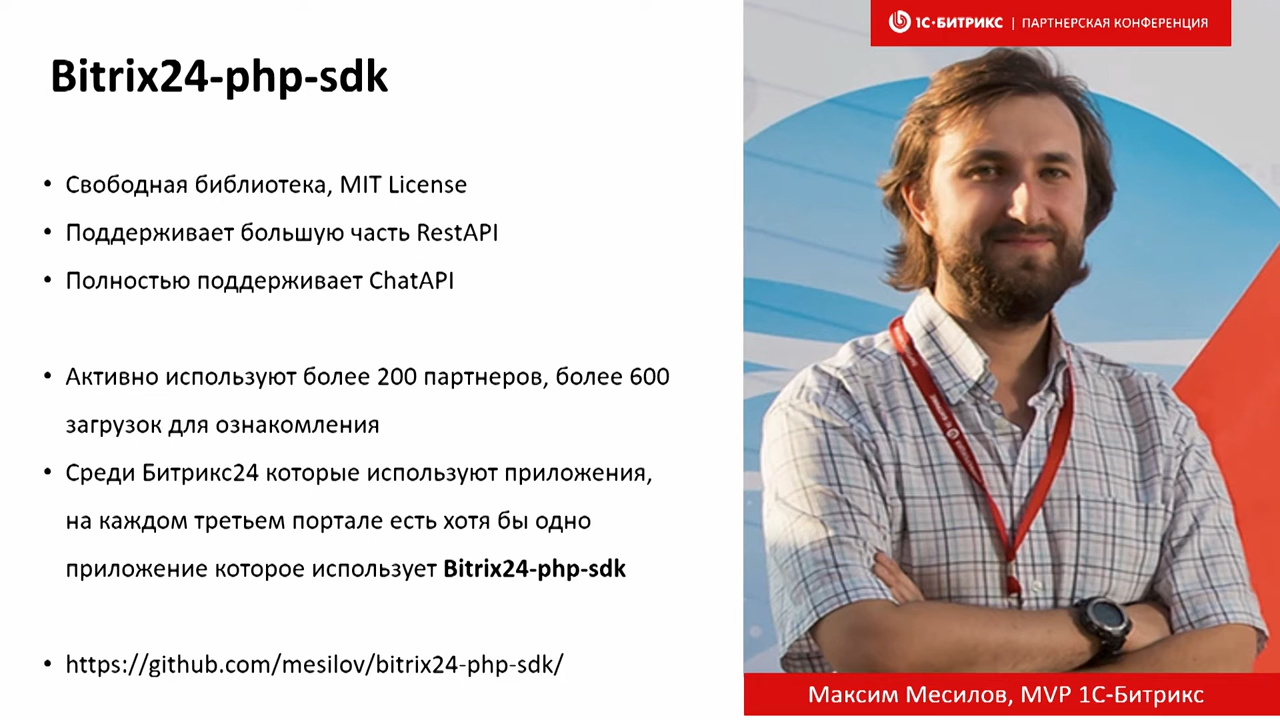 1С·БИТРИКС | ПАРТНЕРСКАЯ КОНФЕРЕНЦИЯ
Bitrix24-php-sdk
• Свободная библиотека, MIT License
• Поддерживает большую часть RestAPI
• Полностью поддерживает ChatAPI
• Активно используют более 200 партнеров, более 600
загрузок для ознакомления
• Среди Битрикс24 которые используют приложения,
на каждом третьем портале есть хотя бы одно
приложение которое использует Bitrix24-php-sdk
• https://github.com/mesilov/bitrix24-php-sdk/
Максим Месилов, MVP 1С-Битрикс